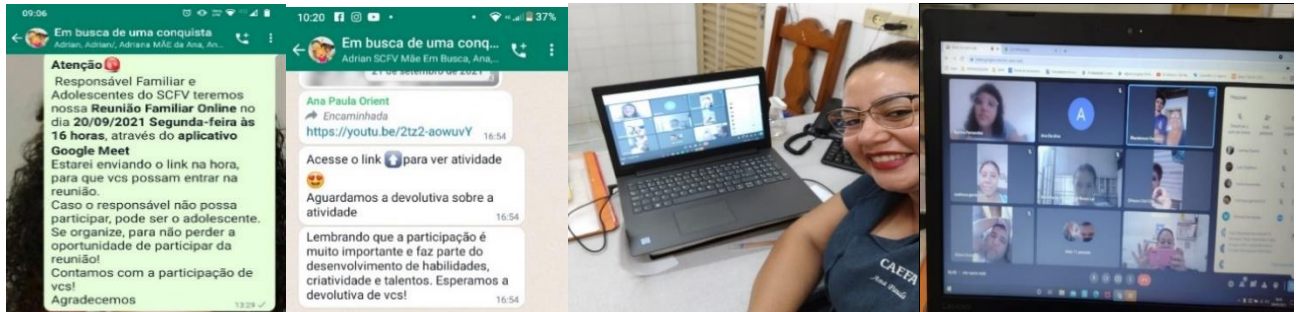 09:06
Em busca de uma conquista
Adrian, Adrian/, Adriana MÃE da Ana, An...
Atenção
Responsável Familiar e
Adolescentes do SCFV teremos
nossa Reunião Familiar Online no
dia 20/09/2021 Segunda-feira às
16 horas, através do aplicativo
Google Meet
Estarei enviando o link na hora,
para que vcs possam entrar na
reunião.
Caso o responsável não possa
participar, pode ser o adolescente.
Se organize, para não perder a
oportunidade de participar da
reunião!
Contamos com a participação de
vcs!
Agradecemos
13:29
10:20
37%
Em busca de uma conq...
Adrian SCFV Mãe Em Busca, Ana,...
21 de setembro de 2021
Ana Paula Orient
Encaminhada
https://youtu.be/2tz2-aowuvY 16:54
Acesse o link para ver atividade
Aguardamos a devolutiva sobre a
atividade
16:54
Lembrando que a participação é
muito importante e faz parte do
desenvolvimento de habilidades,
criatividade e talentos. Esperamos a
devolutiva de vcs!
16:54
CAEFA
Ana Paula
A